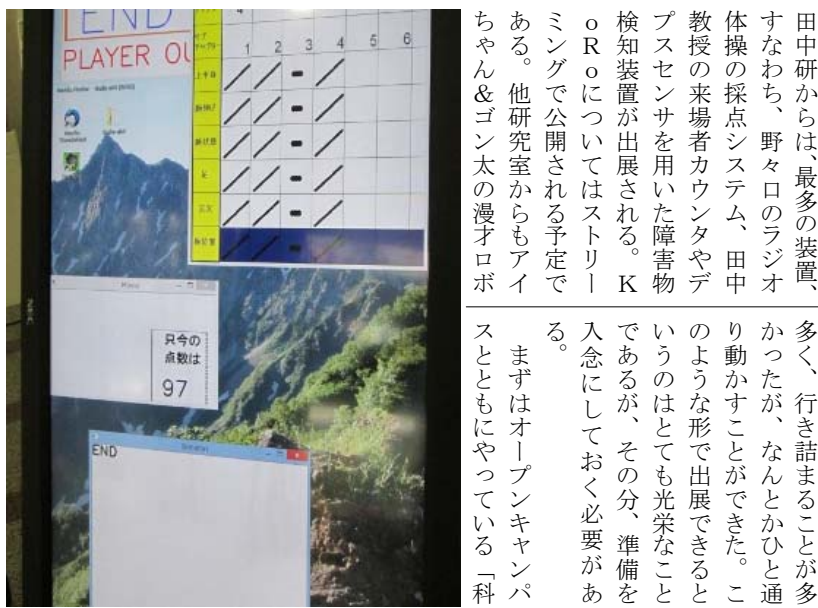 田中研からは、最多の装置、
すなわち、野々口のラジオ
体操の採点システム、田中
教授の来場者カウンタやデ
プスセンサを用いた障害物
検知装置が出展される。K
oRoについてはストリー
ミングで公開される予定で
ある。他研究室からもアイ
ちゃん&ゴン太の漫才ロボ
多く、行き詰まることが多
かったが、なんとかひと通
り動かすことができた。こ
のような形で出展できると
いうのはとても光栄なこと
であるが、その分、準備を
入念にしておく必要があ
る。
まずはオープンキャンパ
スとともにやっている「科
END
PLAYER OU
4
1 2 3 4 5 6
上半身
足
只今の
点数は
97
END
NEC